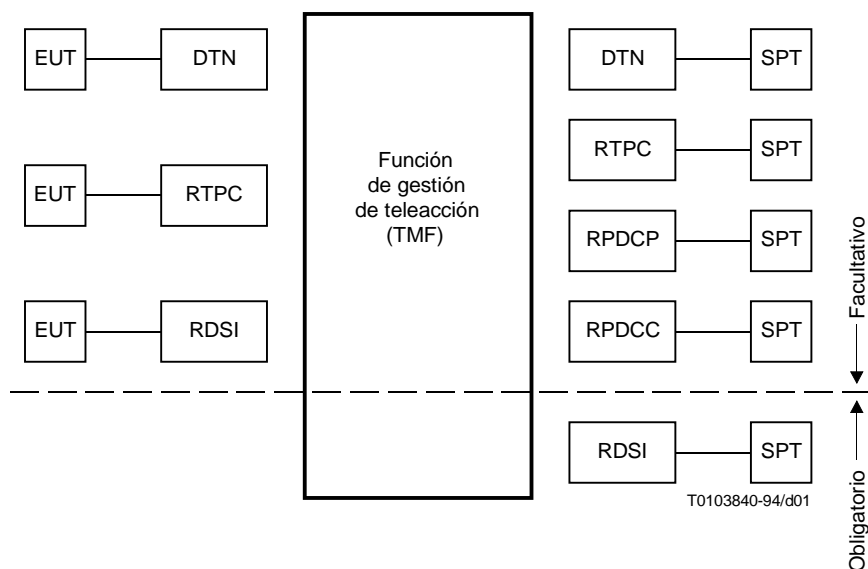 EUT DTN DTN SPT
RTPC SPT
Función
de gestión
de teleacción
(TMF)
EUT RTPC
RPDCP SPT
EUT RDSI RPDCC SPT
Facultativo
RDSI SPT
T0103840-94/d01
Obligatorio